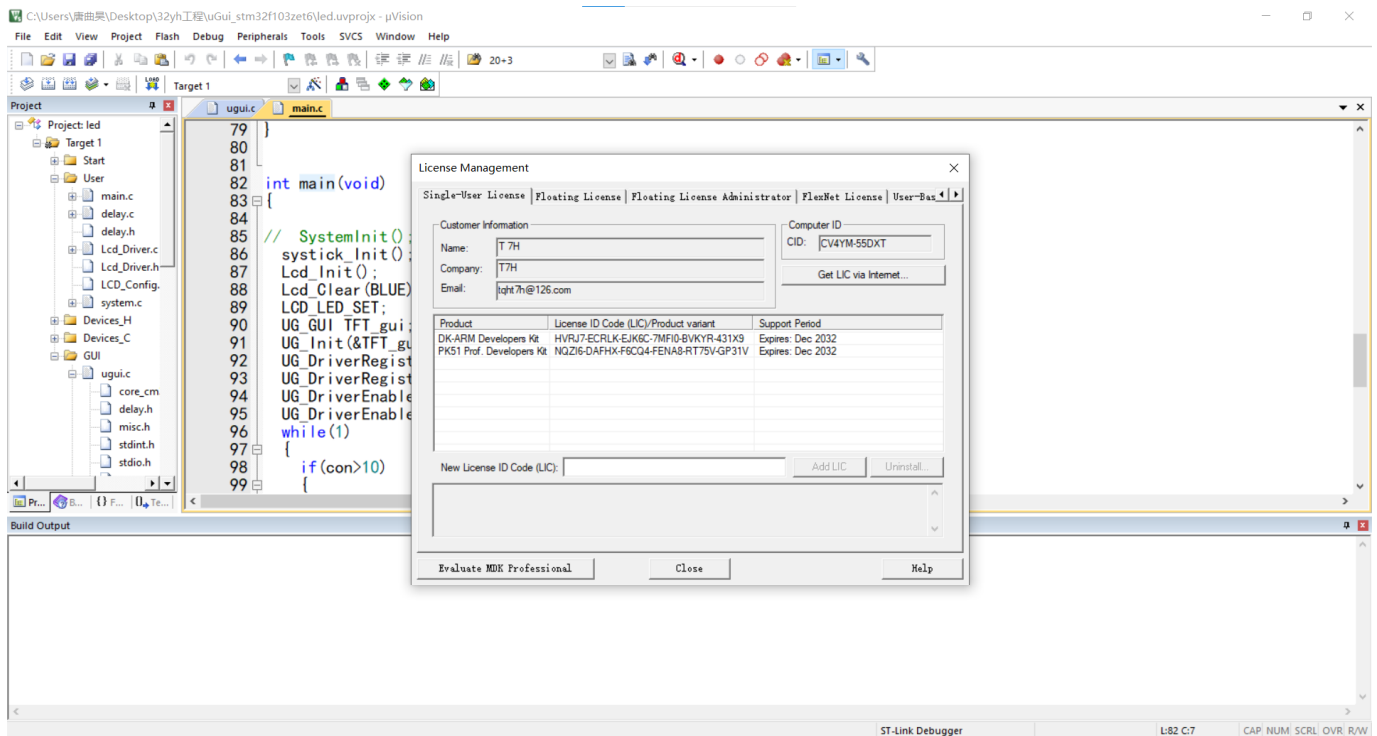 C:\Users\唐曲昊\Desktop\32yh工程\uGui_stm32f103zet6\led.uvprojx - µVision
File Edit View Project Flash Debug Peripherals Tools SVCS Window Help
20+3
LOAD Target 1
Project
ugui.c main.c
Project: led
Target 1
Start
User
main.c
delay.c
delay.h
Lcd_Driver.c
Lcd_Driver.h
LCD_Config.
system.c
Devices_H
Devices_C
GUI
ugui.c
core_cm
delay.h
misc.h
stdint.h
stdio.h
Pr... B... {} F... Te...
79 }
80
81
82 int main(void)
83 {
84
85 // SystemInit();
86 systick_Init();
87 Lcd_Init();
88 Lcd_Clear(BLUE)
89 LCD_LED_SET;
90 UG_GUI TFT_gui;
91 UG_Init(&TFT_gu
92 UG_DriverRegist
93 UG_DriverRegist
94 UG_DriverEnable
95 UG_DriverEnable
96 while(1)
97 {
98 if(con>10)
99 {
License Management
Single-User License Floating License Floating License Administrator FlexNet License User-Bas
Customer Information
Name: T 7H
Company: T7H
Email: tqht7h@126.com
Computer ID
CID: CV4YM-55DXT
Get LIC via Internet...
Product License ID Code (LIC)/Product variant Support Period
DK-ARM Developers Kit HVRJ7-ECRLK-EJK6C-7MFI0-BVKYR-431X9 Expires: Dec 2032
PK51 Prof. Developers Kit NQZI6-DAFHX-F6CQ4-FENA8-RT75V-GP31V Expires: Dec 2032
New License ID Code (LIC): Add LIC Uninstall...
Evaluate MDK Professional Close Help
Build Output
ST-Link Debugger L:82 C:7 CAP NUM SCRL OVR R/W